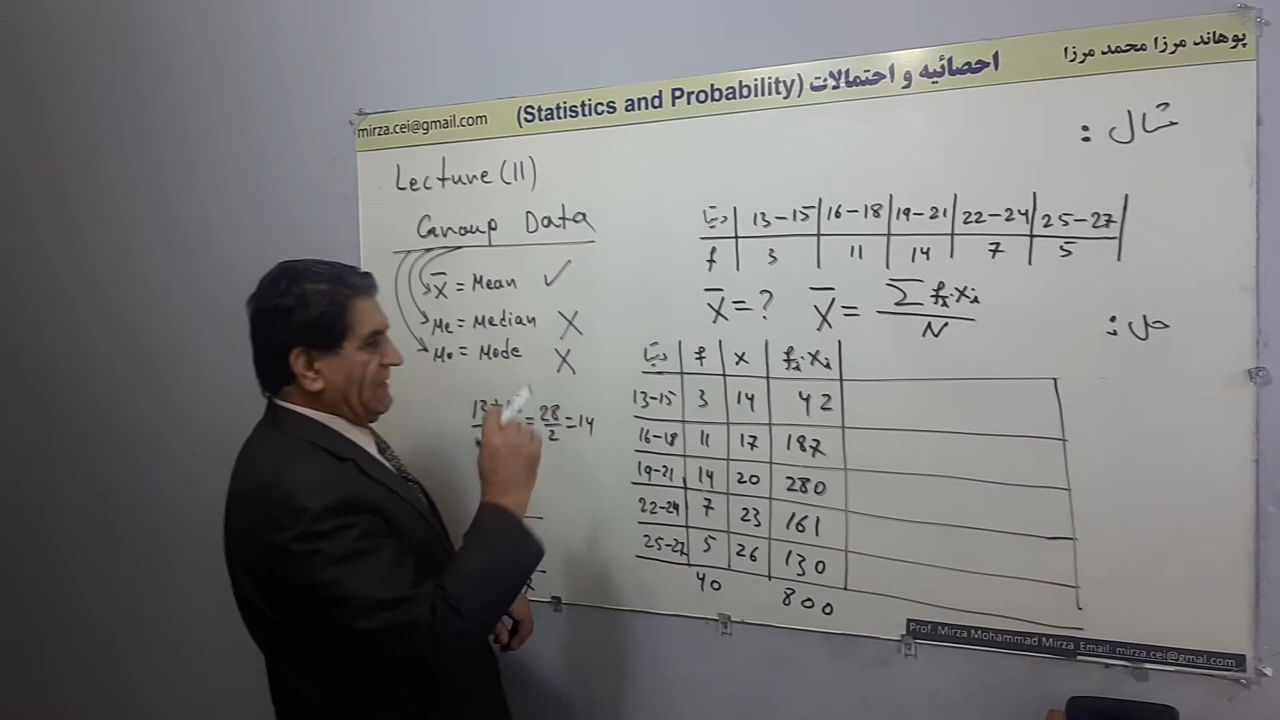 پوهاند مرزا محمد مرزا
احصائیه و احتمالات (Statistics and Probability)
mirza.cei@gmail.com
Lecture (11)
Group Data
X̄ = Mean ✓
Me = Median X
Mo = Mode X
= 28/2 = 14
مثال :
13-15 | 16-18 | 19-21 | 22-24 | 25-27
f | 3 | 11 | 14 | 7 | 5
X̄ = ? X̄ = Σ fi·Xi / N
حل :
f | x | fi·Xi
13-15 | 3 | 14 | 42
16-18 | 11 | 17 | 187
19-21 | 14 | 20 | 280
22-24 | 7 | 23 | 161
25-27 | 5 | 26 | 130
40 800
Prof. Mirza Mohammad Mirza Email: mirza.cei@gmal.com